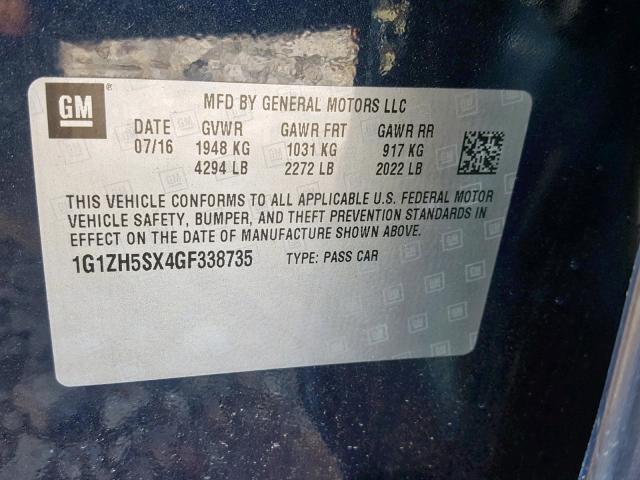 GM
®
MFD BY GENERAL MOTORS LLC
DATE GVWR GAWR FRT GAWR RR
07/16 1948 KG 1031 KG 917 KG
4294 LB 2272 LB 2022 LB
THIS VEHICLE CONFORMS TO ALL APPLICABLE U.S. FEDERAL MOTOR
VEHICLE SAFETY, BUMPER, AND THEFT PREVENTION STANDARDS IN
EFFECT ON THE DATE OF MANUFACTURE SHOWN ABOVE.
1G1ZH5SX4GF338735 TYPE: PASS CAR